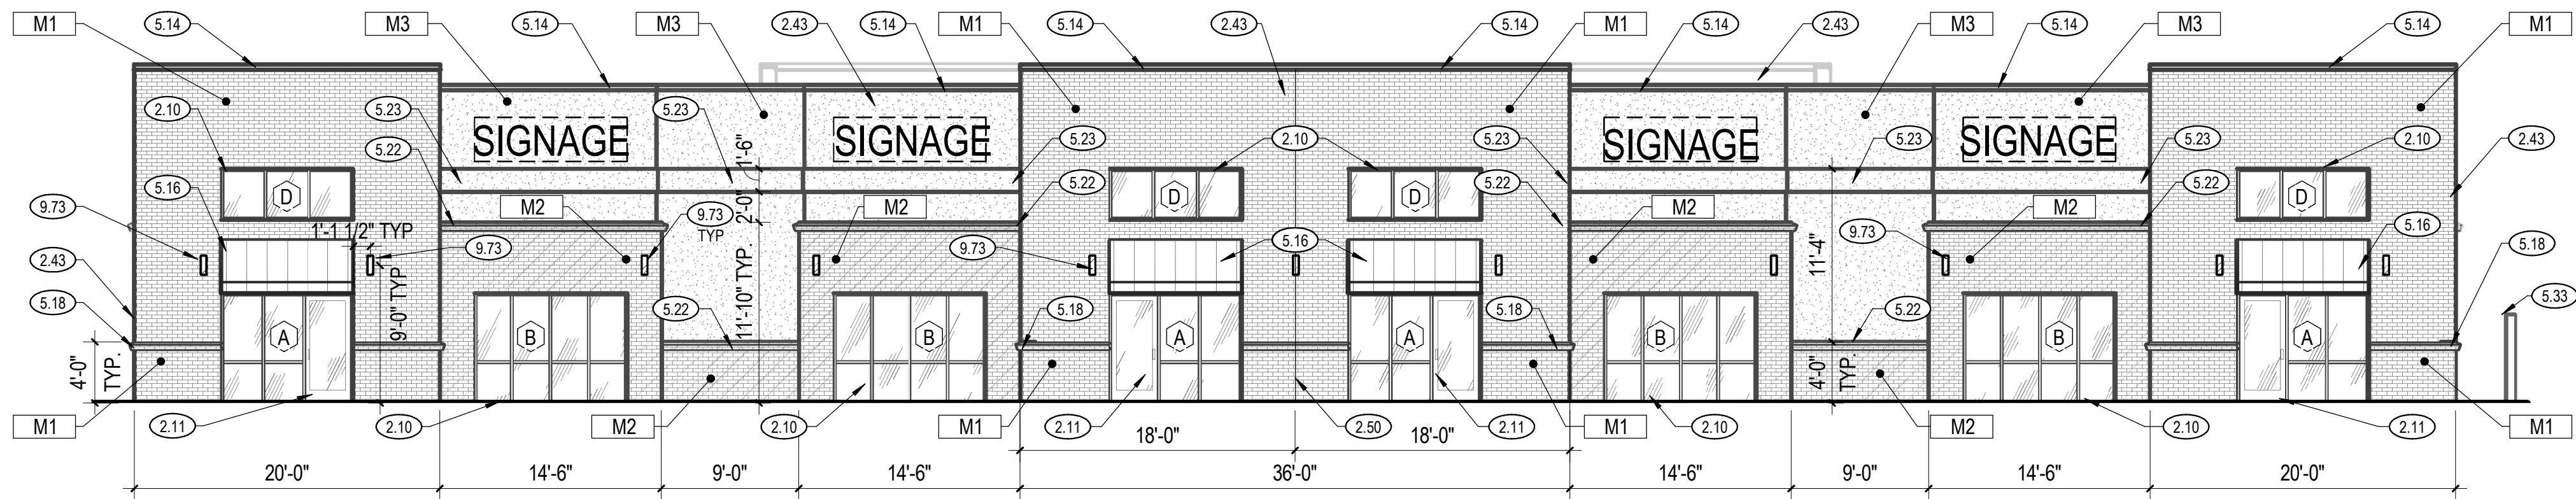 M1 5.14 M3 5.14 M3 2.43 5.14 M1 5.14 2.43 5.14 M1 5.14 2.43 M3 5.14 M3 5.14 M1
2.10 5.23 5.23
SIGNAGE SIGNAGE SIGNAGE SIGNAGE
5.23 2.10 5.23 5.23 5.23 2.10 2.43
5.22 1'-6"
5.16 D 5.22 D D 5.22 5.22 D
9.73 M2 2'-0" M2 M2 M2
9.73
TYP
1'-1 1/2" TYP 9.73 9.73 5.16 9.73 5.16 5.18
2.43 11'-4"
5.18 9'-0" TYP 5.22 11'-10" TYP. 5.18 5.18 5.22 5.33
A B B A A B B A
4'-0" TYP. 4'-0" TYP.
M1 2.11 2.10 M2 2.10 M1 2.11 2.50 2.11 M1 2.10 M2 2.10 2.11 M1
18'-0" 18'-0"
20'-0" 14'-6" 9'-0" 14'-6" 36'-0" 14'-6" 9'-0" 14'-6" 20'-0"